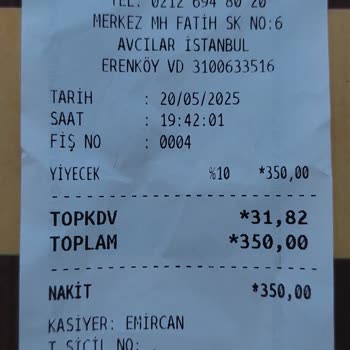 TEL: 0212 694 80 20
MERKEZ MH FATİH SK NO:6
AVCILAR İSTANBUL
ERENKÖY VD 3100633516
TARİH : 20/05/2025
SAAT : 19:42:01
FİŞ NO : 0004
YİYECEK %10 *350,00
TOPKDV *31,82
TOPLAM *350,00
NAKİT *350,00
KASİYER: EMİRCAN
T SİCİL NO: